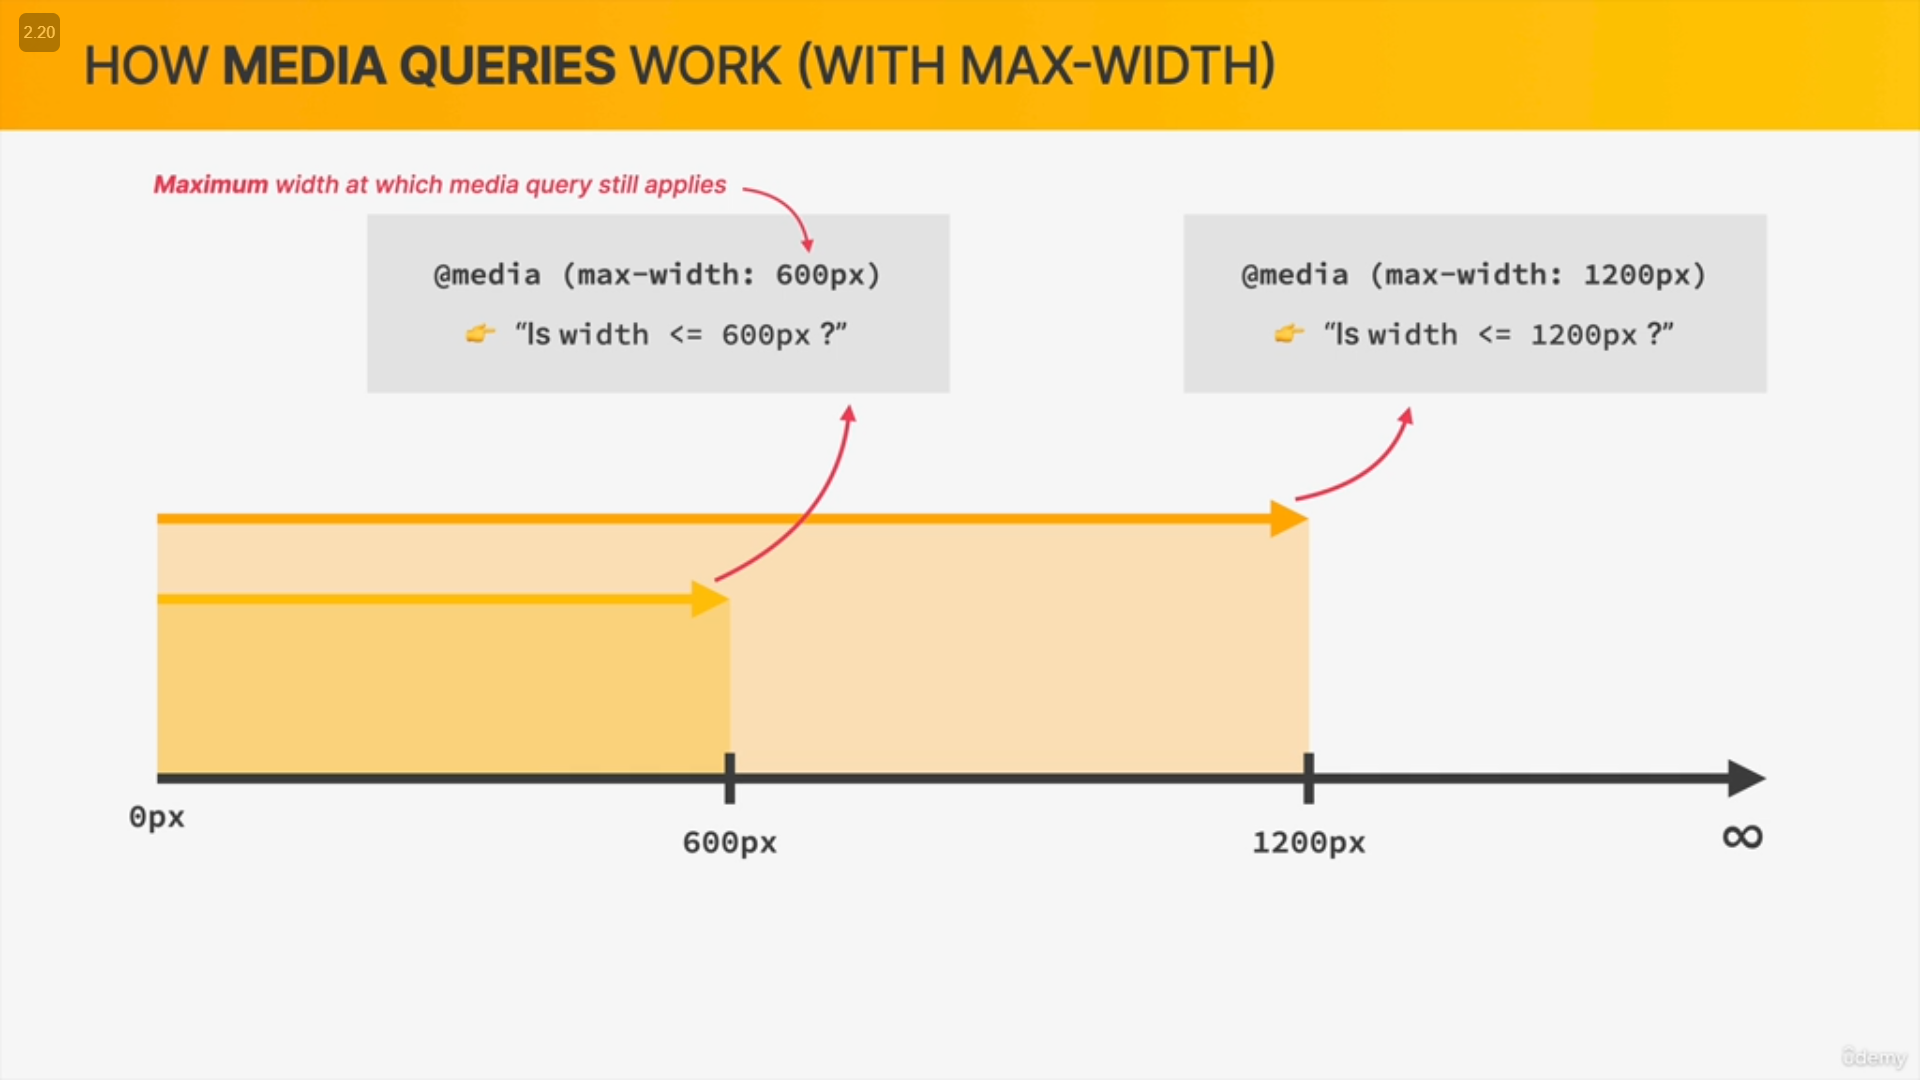 2.20
HOW MEDIA QUERIES WORK (WITH MAX-WIDTH)
Maximum width at which media query still applies
@media (max-width: 600px)
👉 “Is width <= 600px ?”
@media (max-width: 1200px)
👉 “Is width <= 1200px ?”
0px
600px
1200px
∞
ûdemy